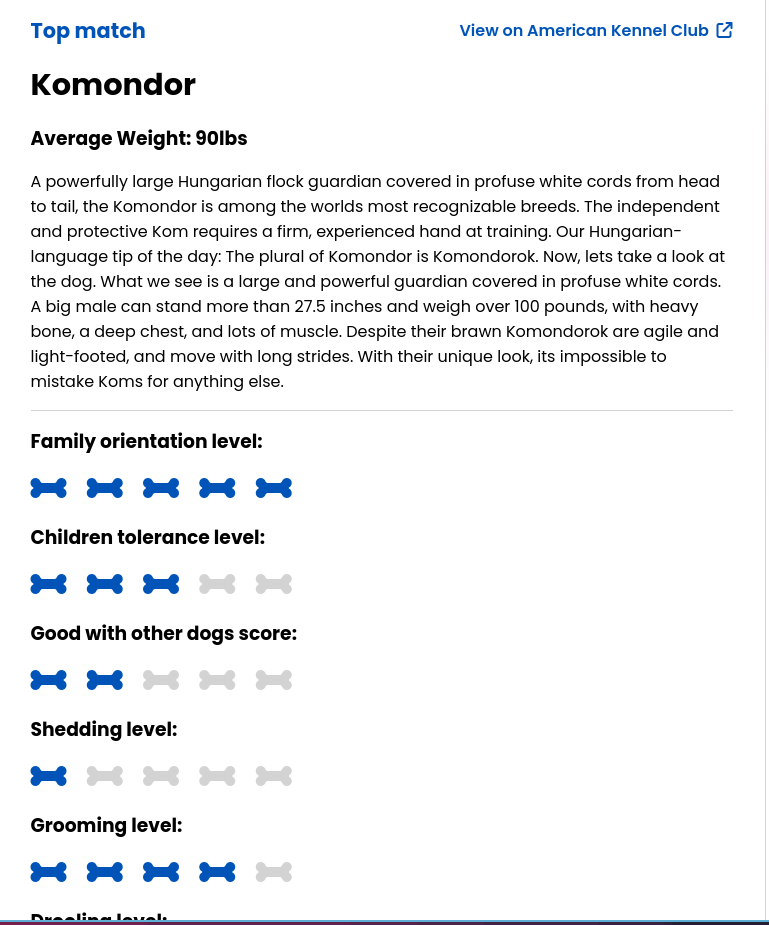 Top match
View on American Kennel Club
Komondor
Average Weight: 90lbs
A powerfully large Hungarian flock guardian covered in profuse white cords from head
to tail, the Komondor is among the worlds most recognizable breeds. The independent
and protective Kom requires a firm, experienced hand at training. Our Hungarian-
language tip of the day: The plural of Komondor is Komondorok. Now, lets take a look at
the dog. What we see is a large and powerful guardian covered in profuse white cords.
A big male can stand more than 27.5 inches and weigh over 100 pounds, with heavy
bone, a deep chest, and lots of muscle. Despite their brawn Komondorok are agile and
light-footed, and move with long strides. With their unique look, its impossible to
mistake Koms for anything else.
Family orientation level:
Children tolerance level:
Good with other dogs score:
Shedding level:
Grooming level:
Drooling level: